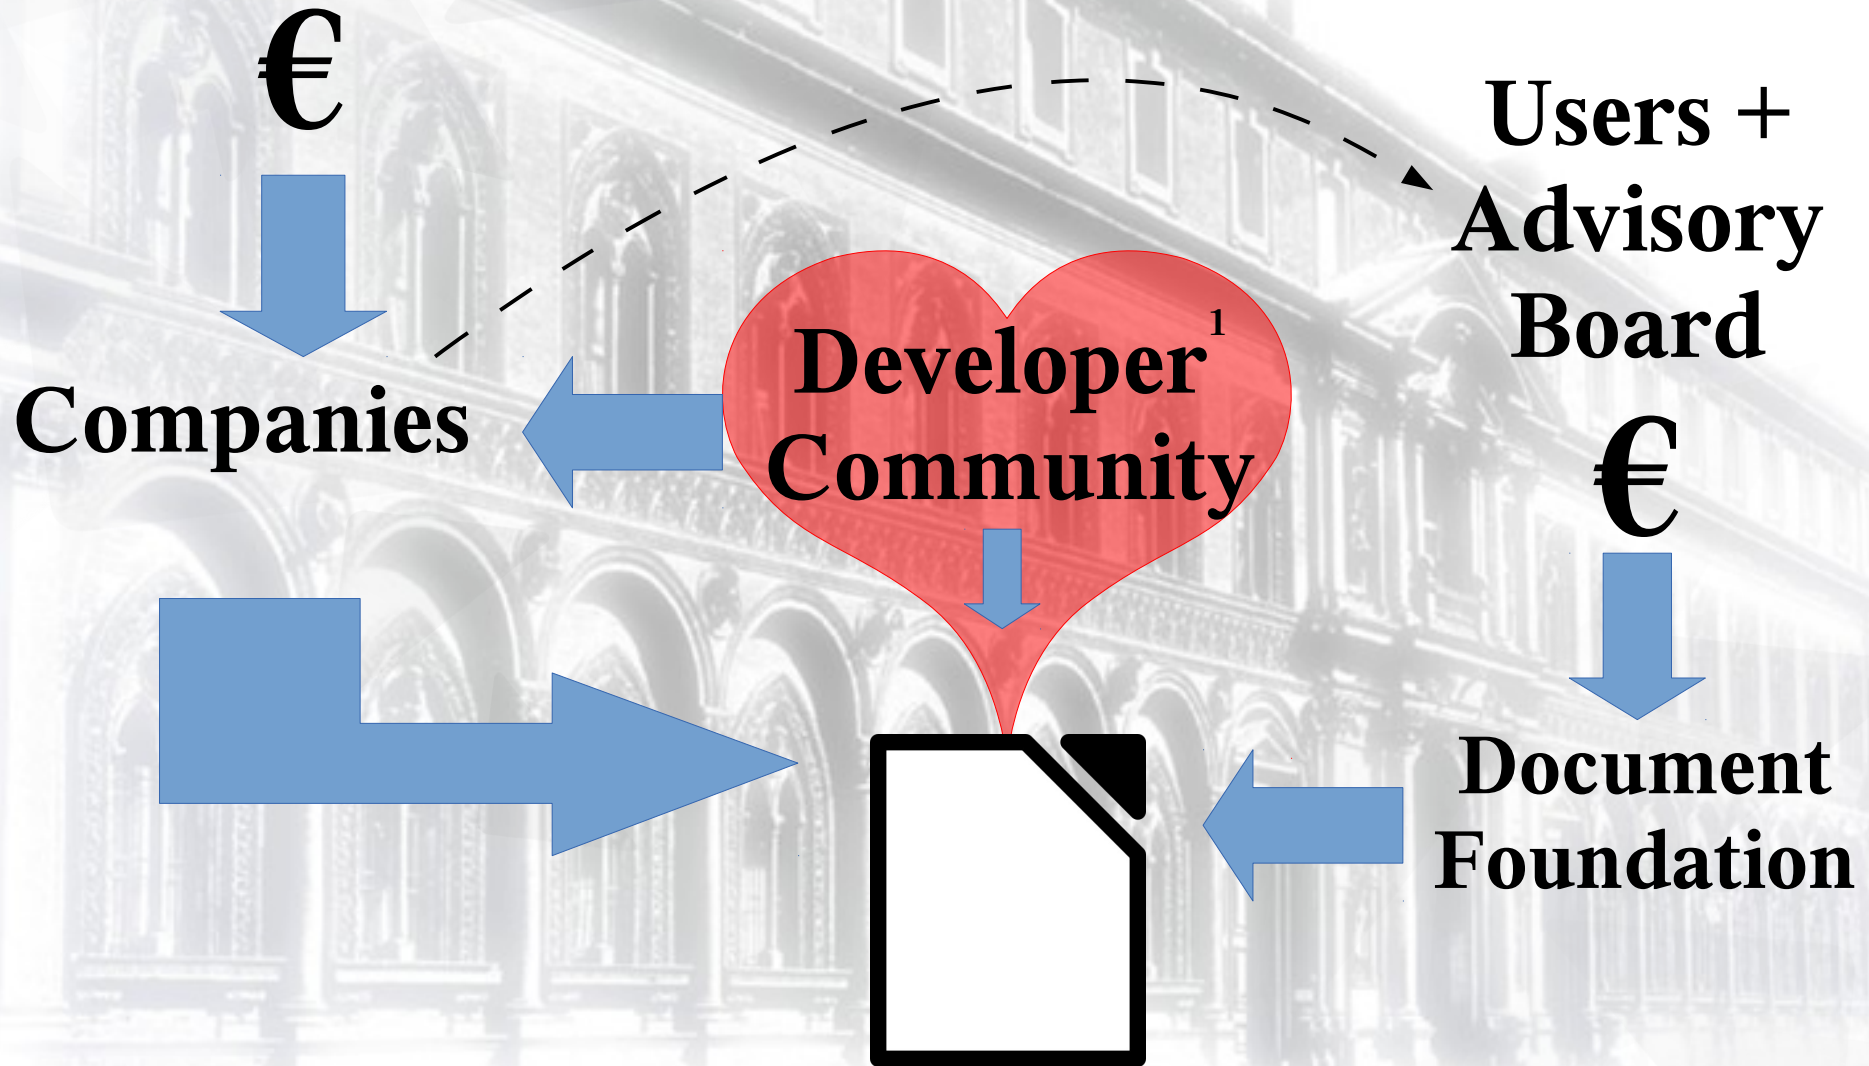 €
Companies
Developer¹
Community
Users +
Advisory
Board
€
Document
Foundation